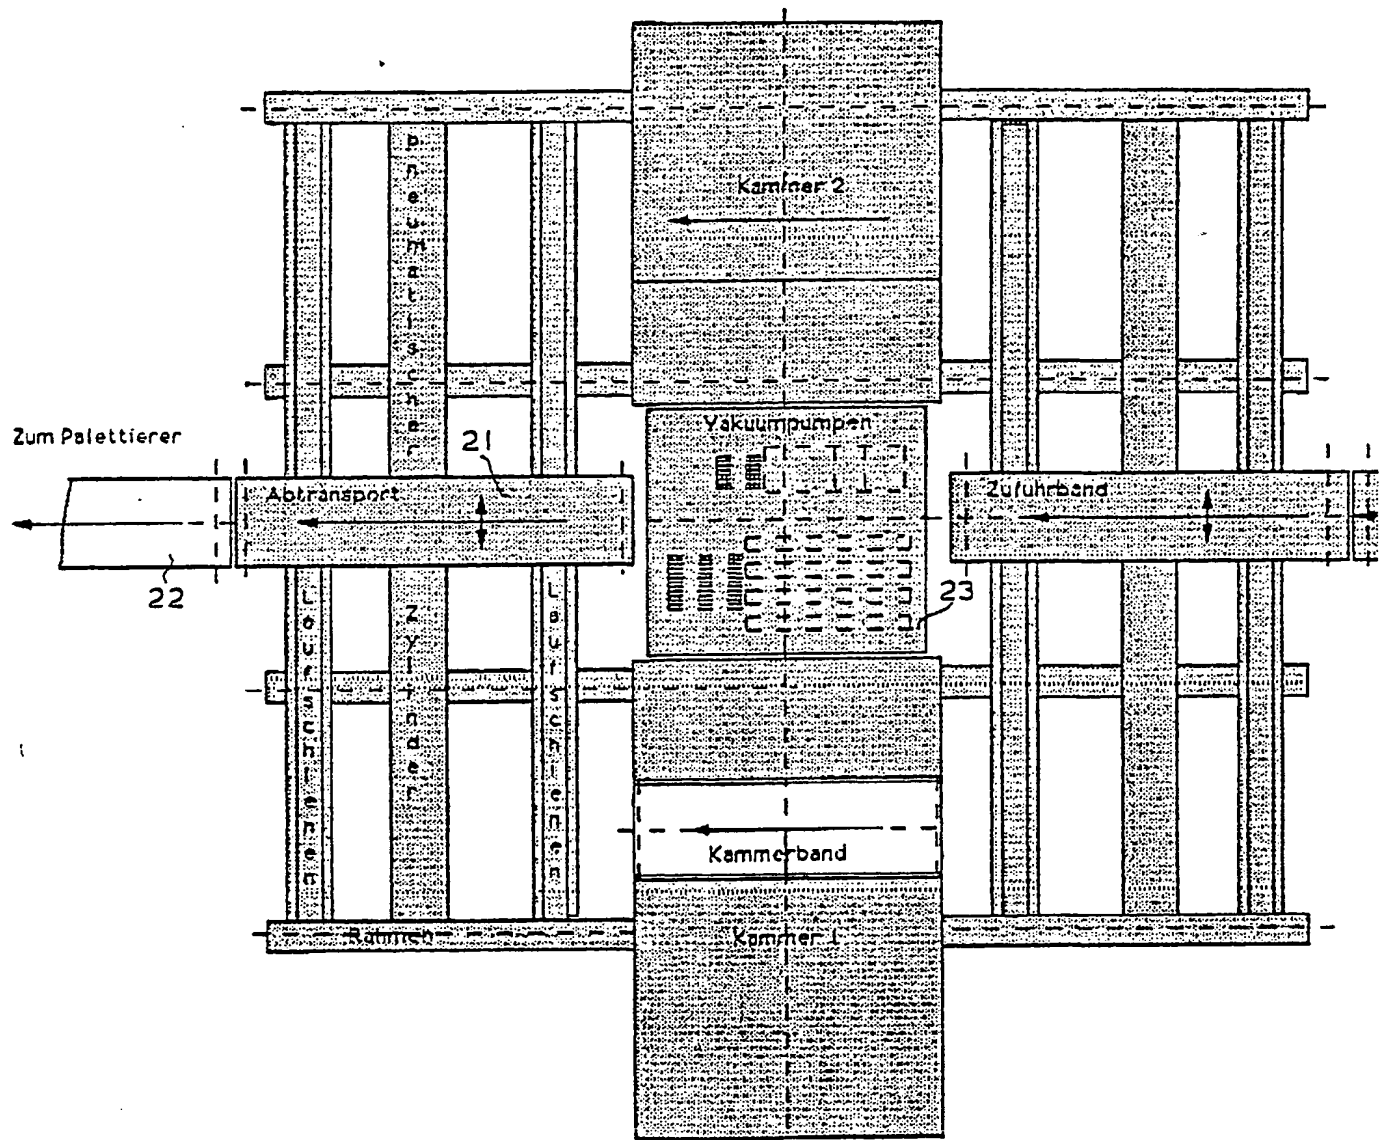 pneumatischer
Kammer 2
Zum Palettierer
21
Vakuumpumpen
Abtransport
Zufuhrband
22
23
Laufschienen
Zylinder
Laufschienen
Kammerband
Rahmen
Kammer 1